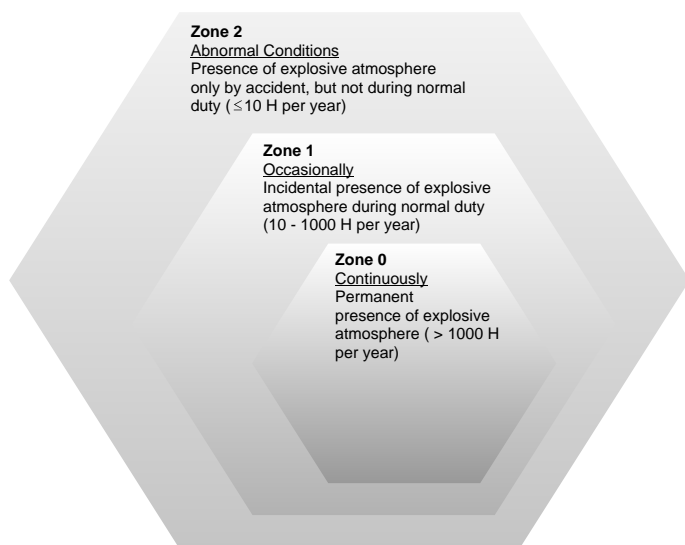 Zone 2
Abnormal Conditions
Presence of explosive atmosphere
only by accident, but not during normal
duty (≤10 H per year)
Zone 1
Occasionally
Incidental presence of explosive
atmosphere during normal duty
(10 - 1000 H per year)
Zone 0
Continuously
Permanent
presence of explosive
atmosphere ( > 1000 H
per year)